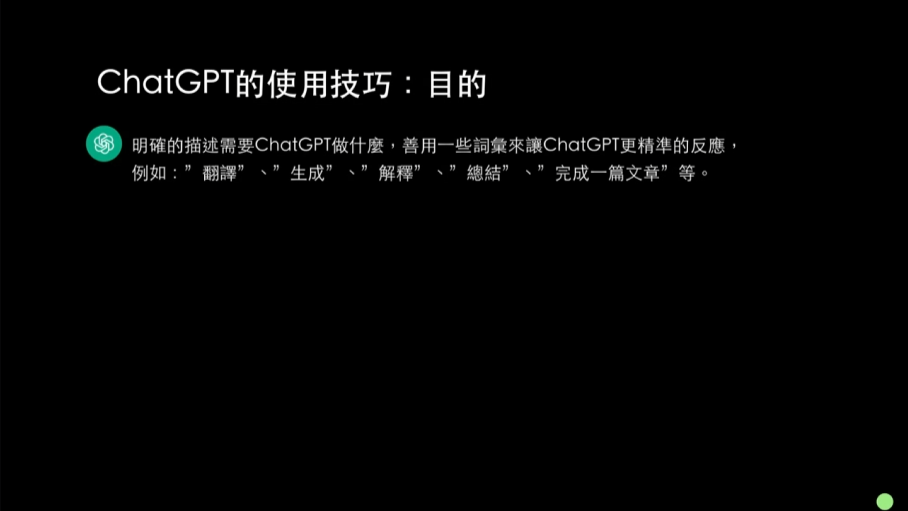 ChatGPT的使用技巧：目的
明確的描述需要ChatGPT做什麼，善用一些詞彙來讓ChatGPT更精準的反應，
例如：”翻譯”、”生成”、”解釋”、”總結”、”完成一篇文章”等。